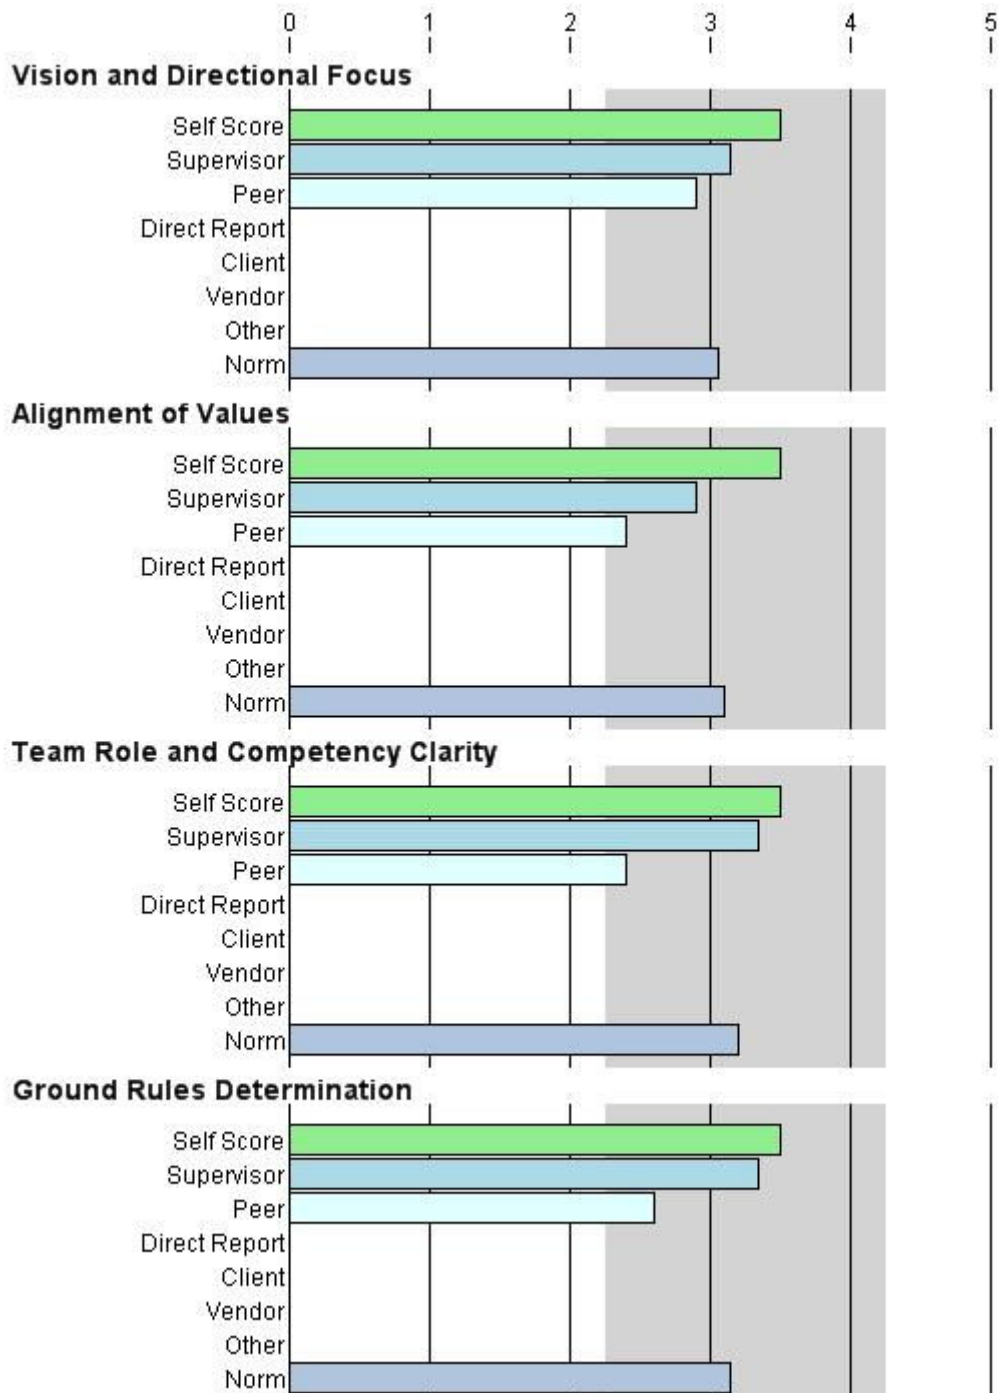 0 1 2 3 4 5
Vision and Directional Focus
Self Score
Supervisor
Peer
Direct Report
Client
Vendor
Other
Norm
Alignment of Values
Self Score
Supervisor
Peer
Direct Report
Client
Vendor
Other
Norm
Team Role and Competency Clarity
Self Score
Supervisor
Peer
Direct Report
Client
Vendor
Other
Norm
Ground Rules Determination
Self Score
Supervisor
Peer
Direct Report
Client
Vendor
Other
Norm